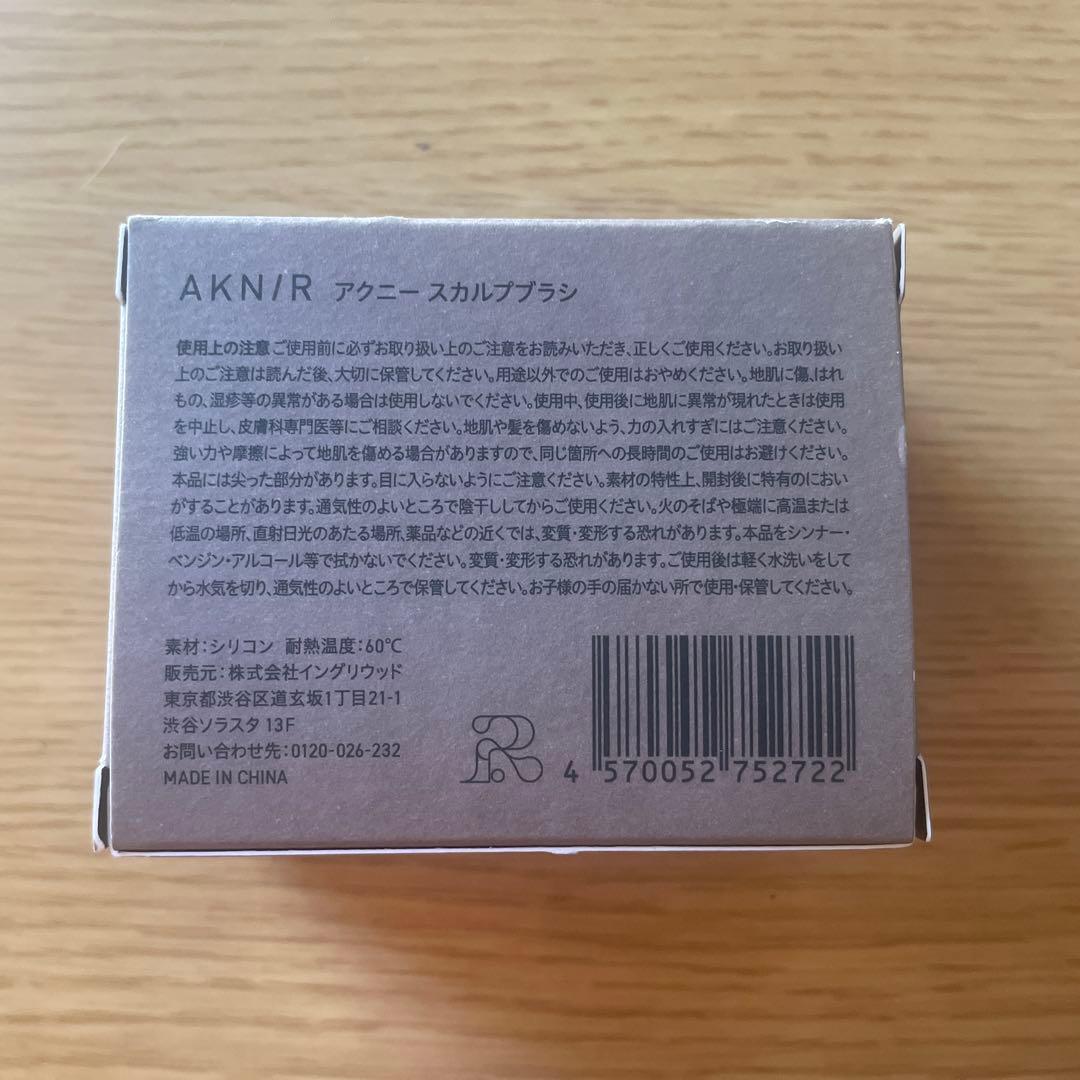 AKN/R アクニー スカルプブラシ
使用上の注意 ご使用前に必ずお取り扱い上のご注意をお読みいただき、正しくご使用ください。お取り扱い
上のご注意は読んだ後、大切に保管してください。用途以外でのご使用はおやめください。地肌に傷、はれ
もの、湿疹等の異常がある場合は使用しないでください。使用中、使用後に地肌に異常が現れたときは使用
を中止し、皮膚科専門医等にご相談ください。地肌や髪を傷めないよう、力の入れすぎにはご注意ください。
強い力や摩擦によって地肌を傷める場合がありますので、同じ箇所への長時間のご使用はお避けください。
本品には尖った部分があります。目に入らないようにご注意ください。素材の特性上、開封後に特有のにおい
がすることがあります。通気性のよいところで陰干ししてからご使用ください。火のそばや極端に高温または
低温の場所、直射日光のあたる場所、薬品などの近くでは、変質・変形する恐れがあります。本品をシンナー・
ベンジン・アルコール等で拭かないでください。変質・変形する恐れがあります。ご使用後は軽く水洗いをして
から水気を切り、通気性のよいところで保管してください。お子様の手の届かない所で使用・保管してください。
素材：シリコン 耐熱温度：60℃
販売元：株式会社イングリウッド
東京都渋谷区道玄坂1丁目21-1
渋谷ソラスタ 13F
お問い合わせ先：0120-026-232
MADE IN CHINA
R
4 570052 752722